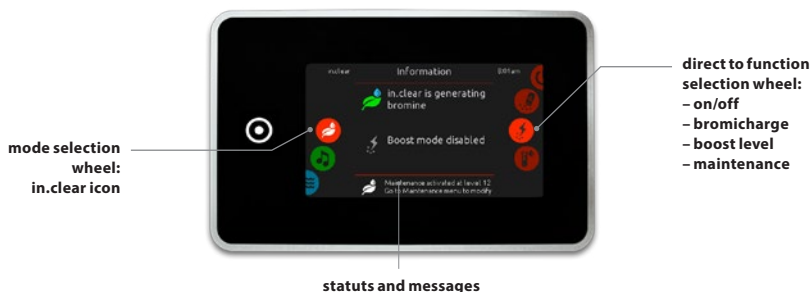 in.clear Information 8:01am
in.clear is generating
bromine
Boost mode disabled
Maintenance activated at level 12
Go to Maintenance menu to modify
mode selection
wheel:
in.clear icon
direct to function
selection wheel:
– on/off
– bromicharge
– boost level
– maintenance
statuts and messages